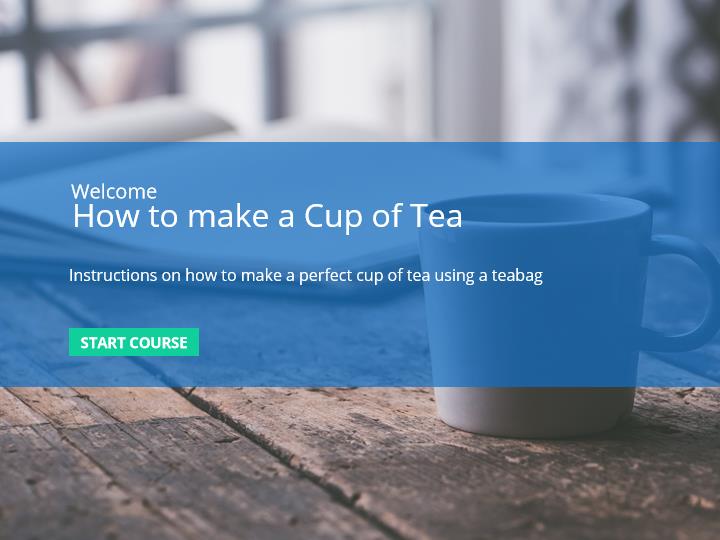 Welcome
How to make a Cup of Tea
Instructions on how to make a perfect cup of tea using a teabag
START COURSE